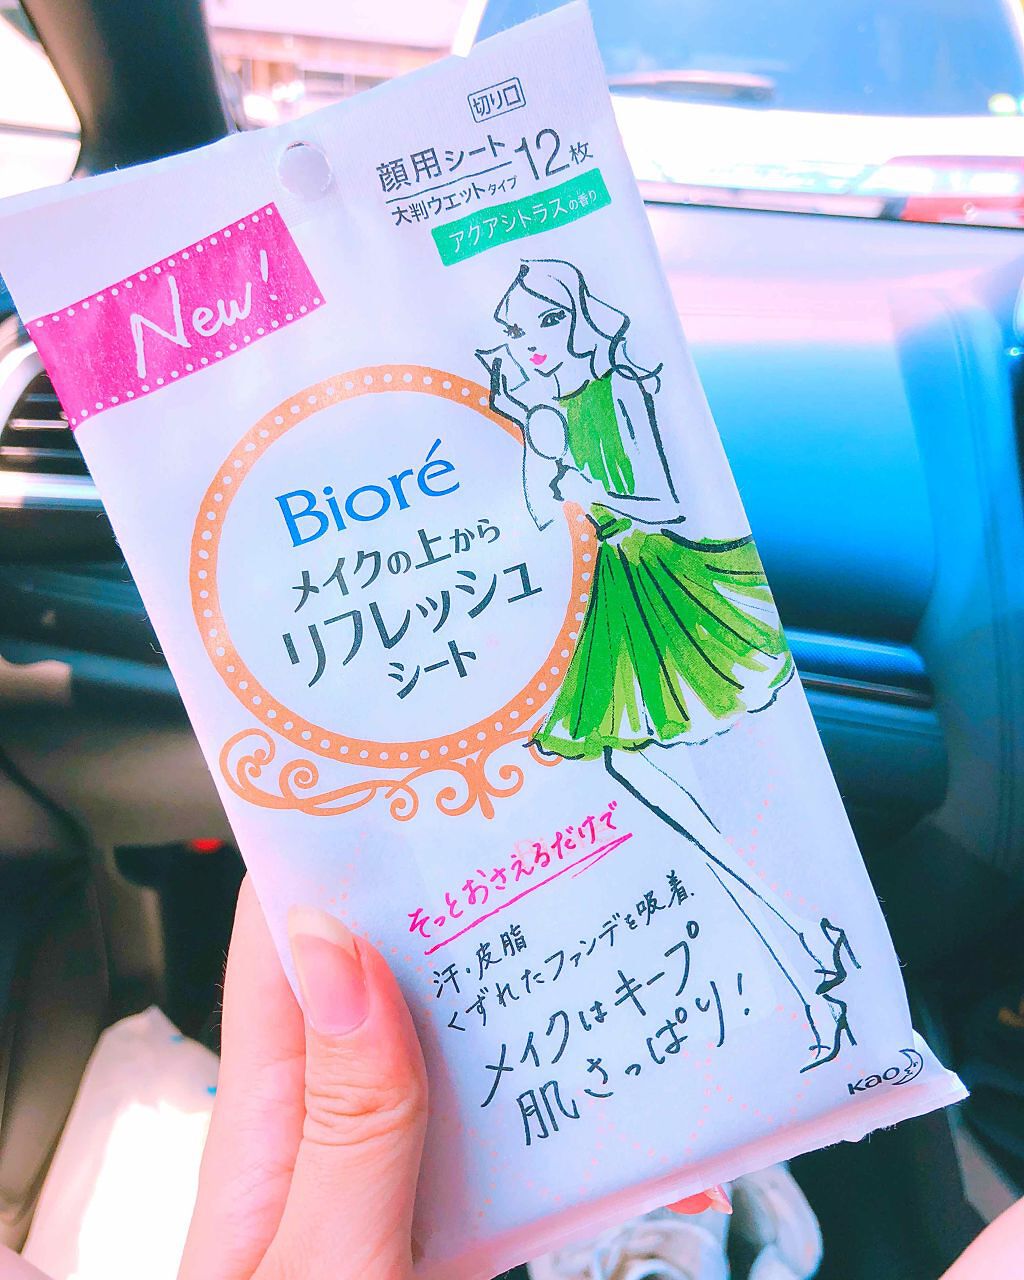 切り口
顔用シート 12枚
大判ウエットタイプ
アクアシトラスの香り
New!
Bioré
メイクの上から
リフレッシュ
シート
そっとおさえるだけで
汗・皮脂
くずれたファンデを吸着.
メイクはキープ
肌さっぱり!
Kao